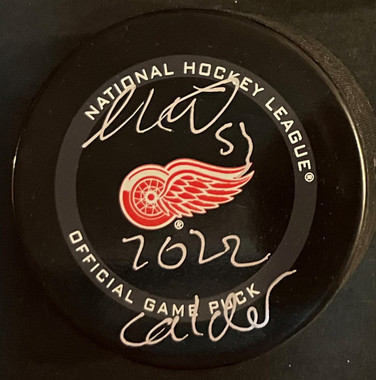 NATIONAL HOCKEY LEAGUE®
53
®
2022
calder
OFFICIAL GAME PUCK